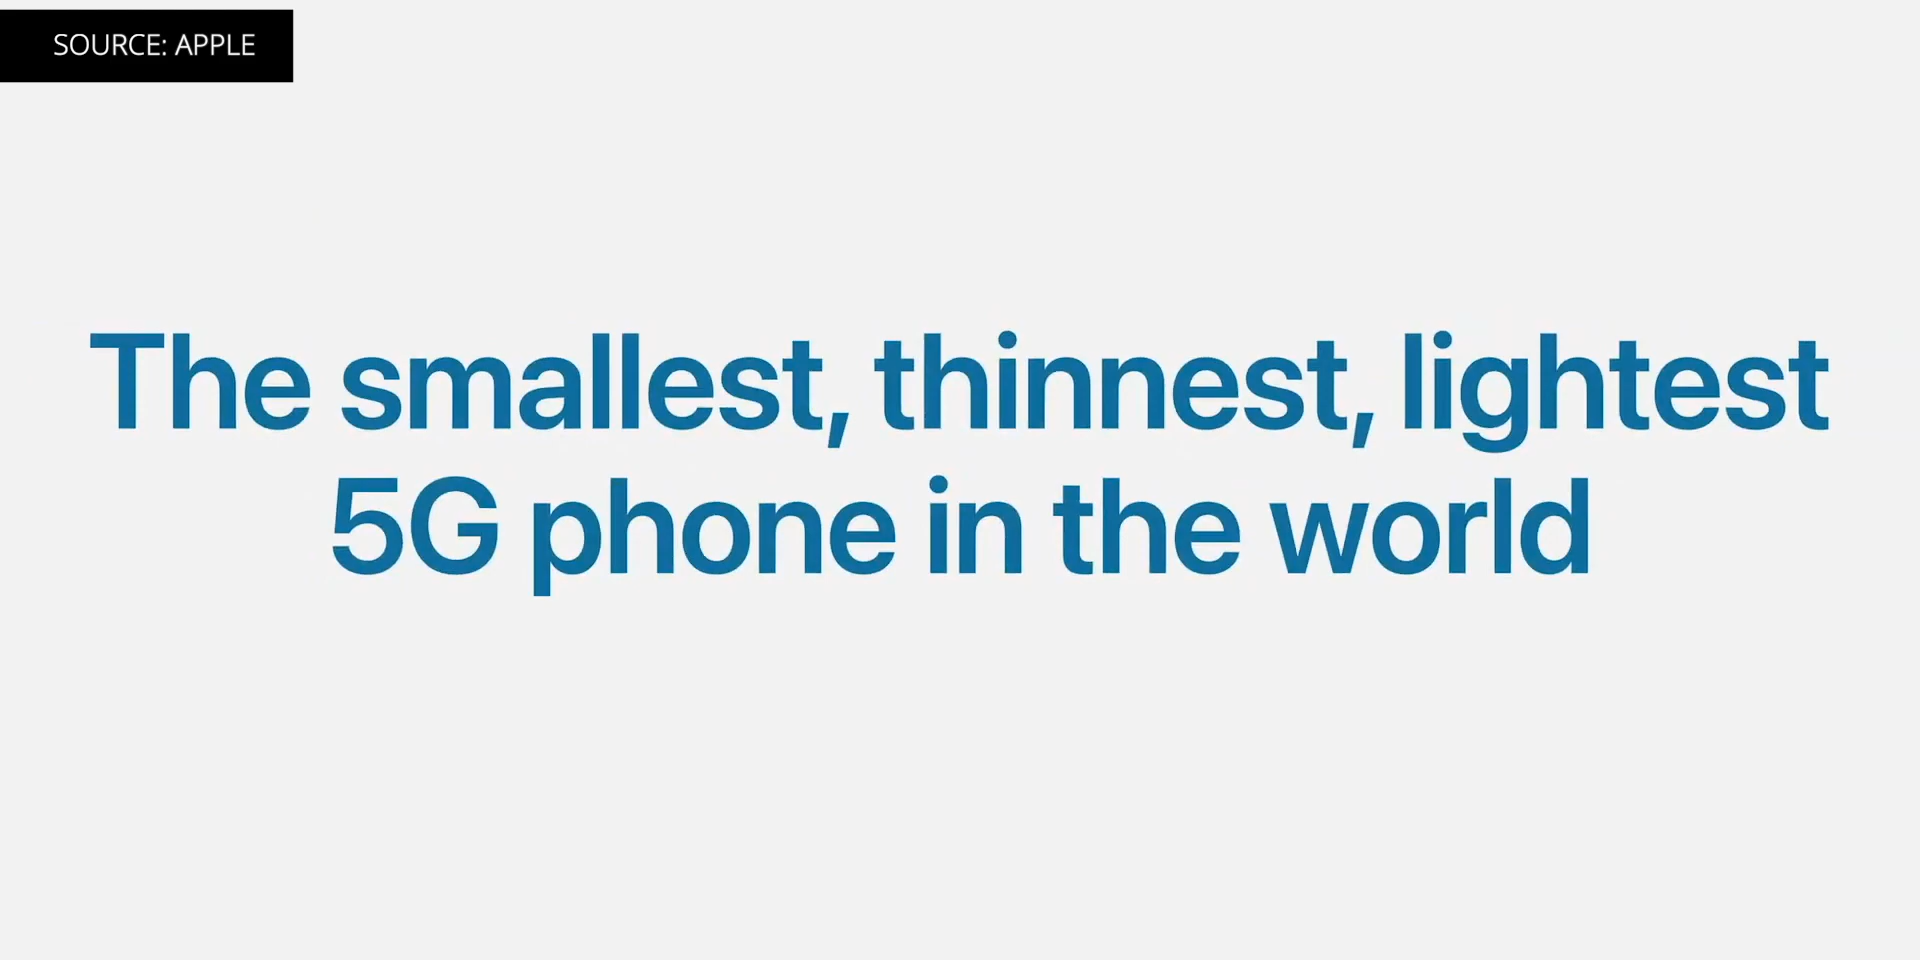 SOURCE: APPLE
The smallest, thinnest, lightest
5G phone in the world